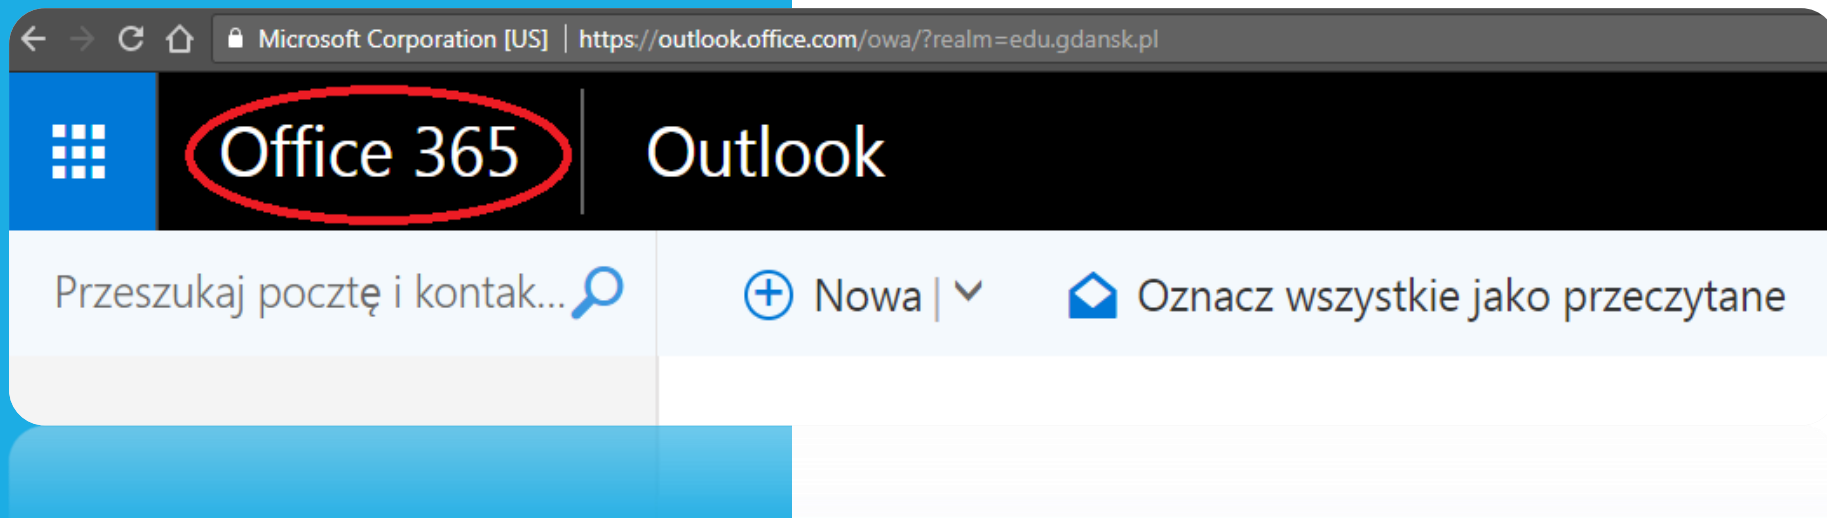 Microsoft Corporation [US] | https://outlook.office.com/owa/?realm=edu.gdansk.pl
Office 365 Outlook
Przeszukaj pocztę i kontak... Nowa | Oznacz wszystkie jako przeczytane